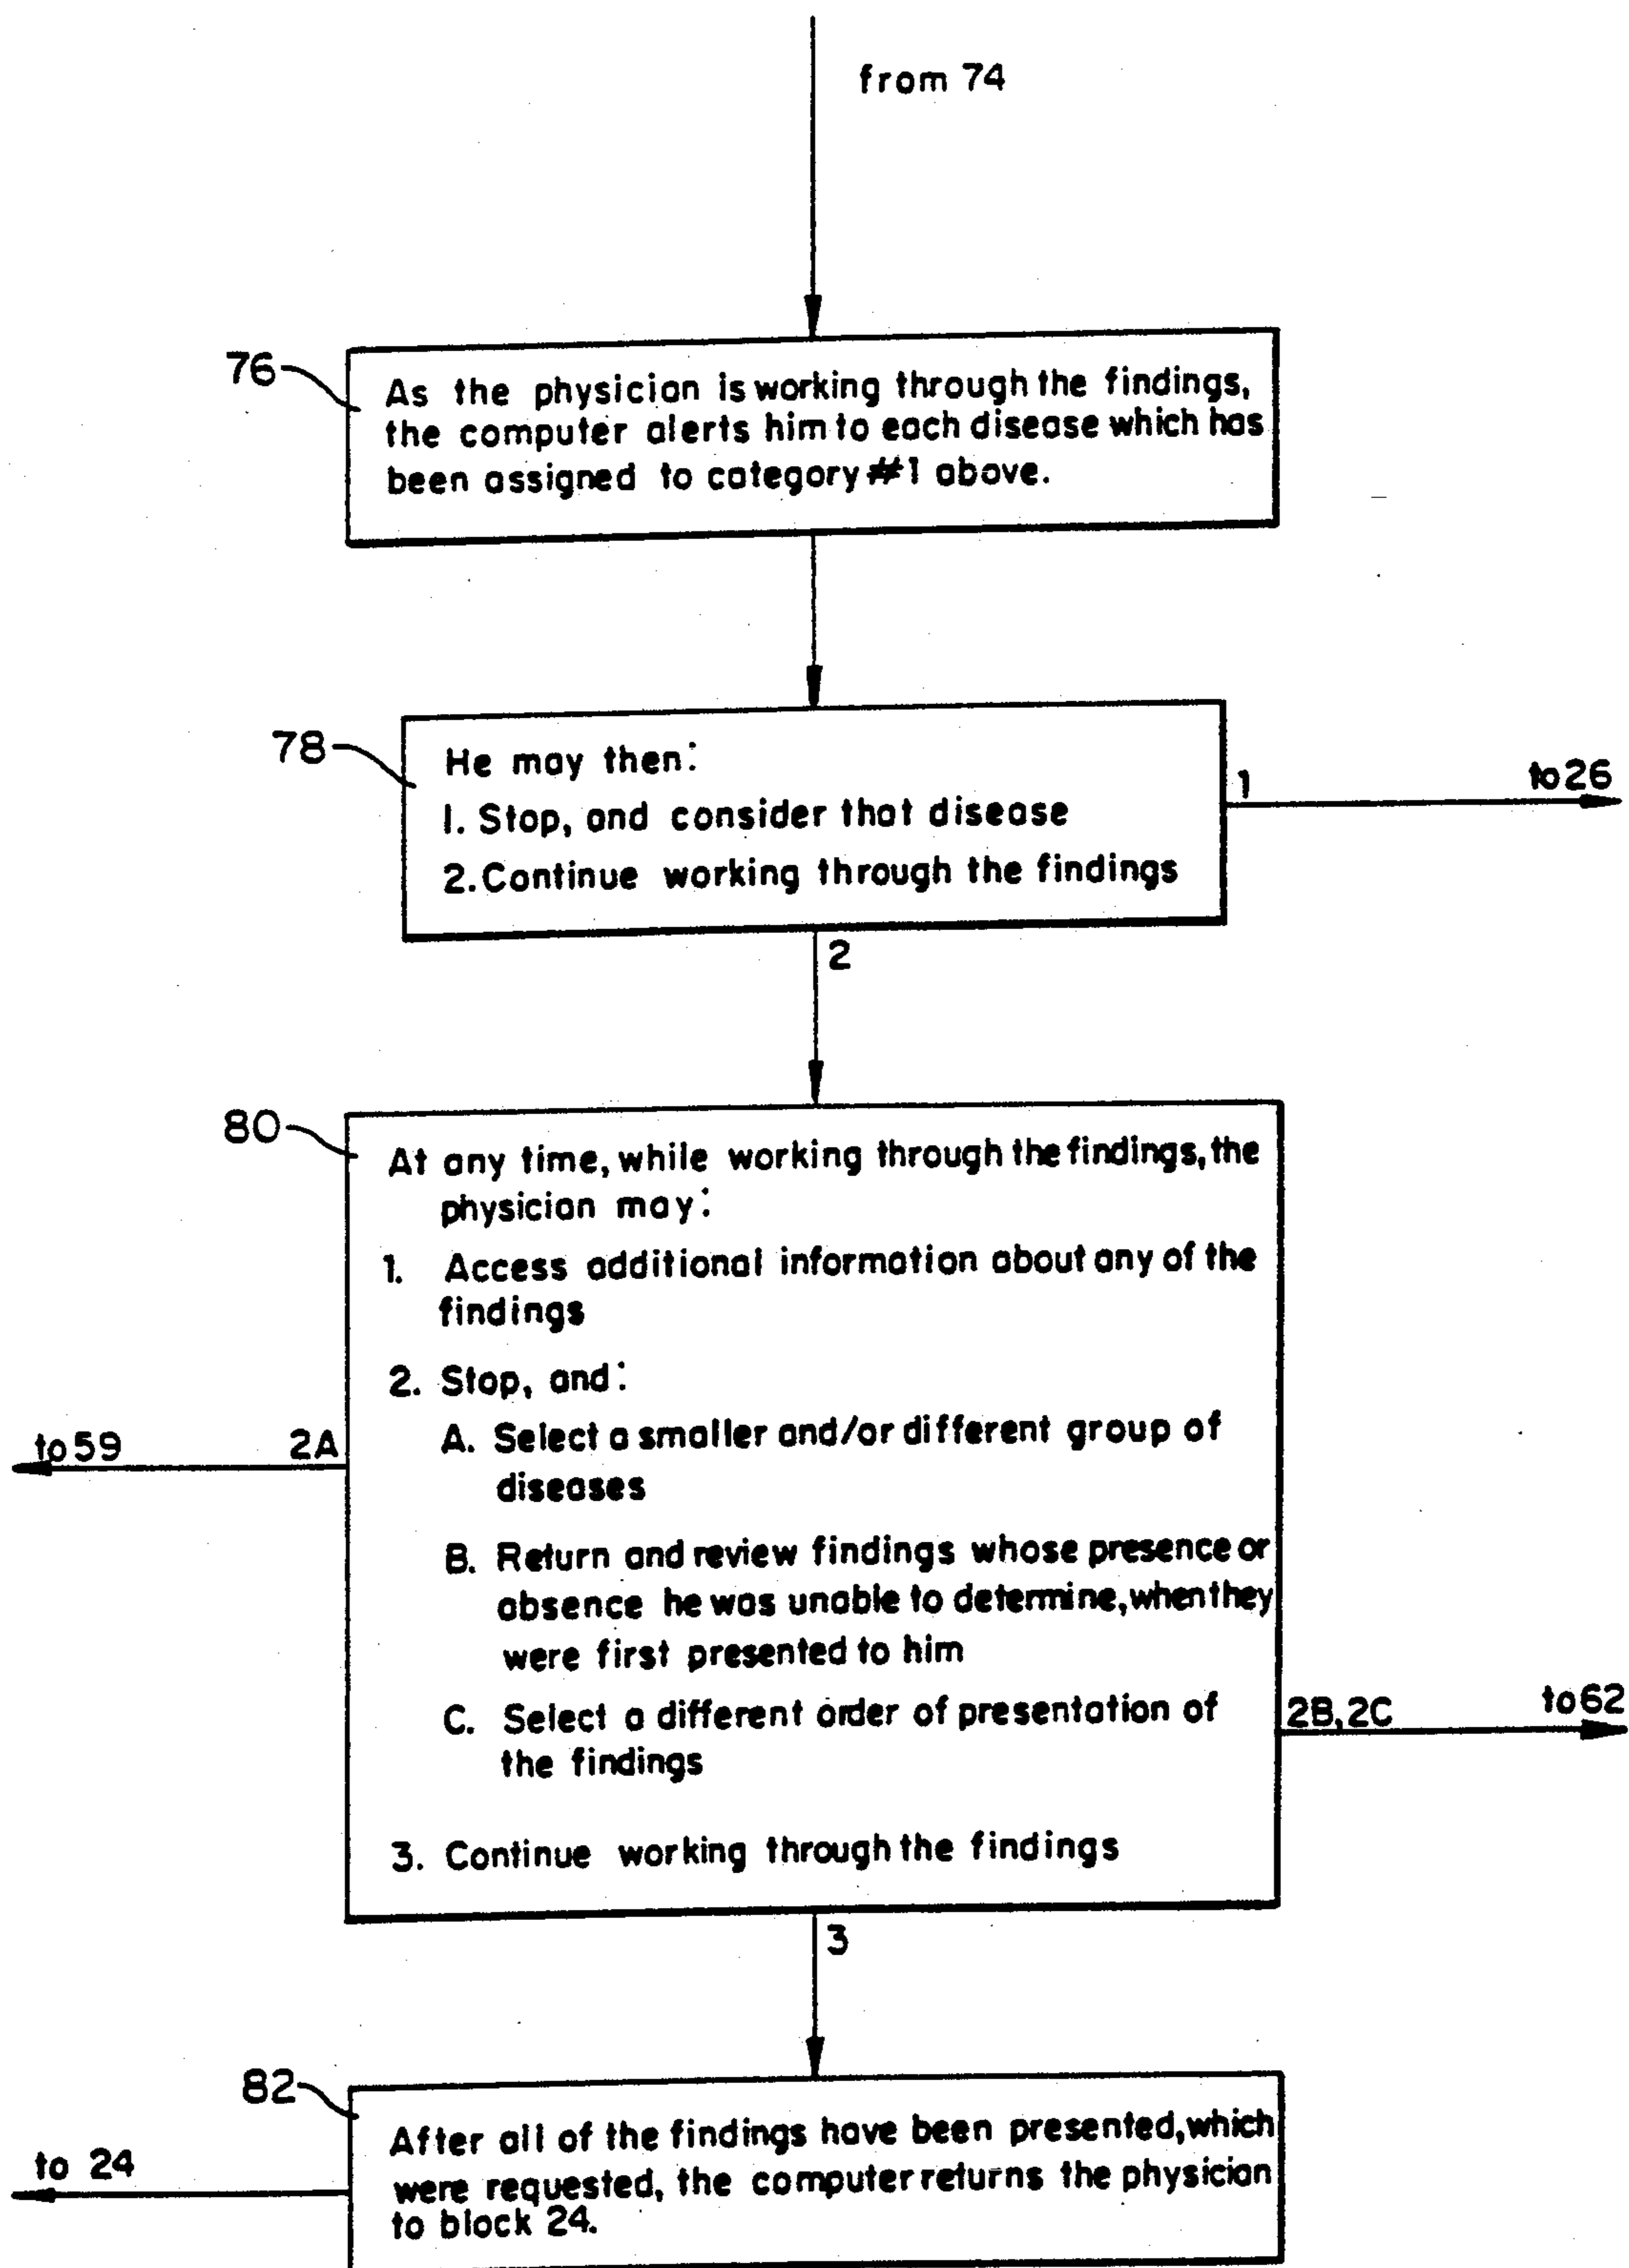 from 74
76
As the physician is working through the findings,
the computer alerts him to each disease which has
been assigned to category #1 above.
78
He may then:
1. Stop, and consider that disease
2. Continue working through the findings
1
to 26
2
80
At any time, while working through the findings, the
physician may:
1. Access additional information about any of the
findings
2. Stop, and:
A. Select a smaller and/or different group of
diseases
to 59
2A
B. Return and review findings whose presence or
absence he was unable to determine, when they
were first presented to him
C. Select a different order of presentation of
the findings
2B, 2C
to 62
3. Continue working through the findings
3
82
After all of the findings have been presented, which
were requested, the computer returns the physician
to block 24.
to 24